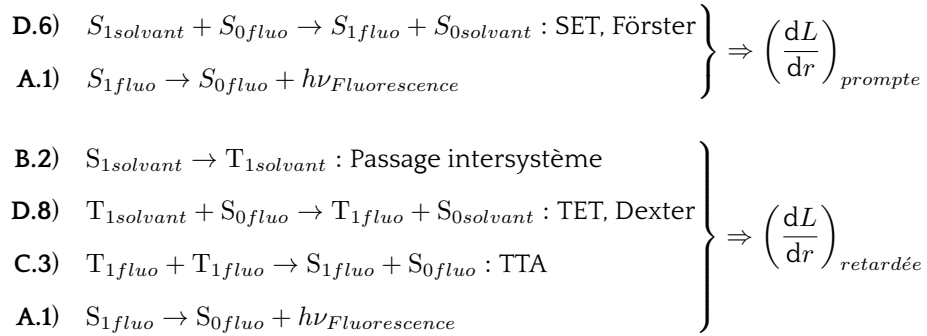 D.6) S₁solvant + S₀fluo → S₁fluo + S₀solvant : SET, Förster
A.1) S₁fluo → S₀fluo + hνFluorescence
⇒ (dL/dr)prompte
B.2) S₁solvant → T₁solvant : Passage intersystème
D.8) T₁solvant + S₀fluo → T₁fluo + S₀solvant : TET, Dexter
C.3) T₁fluo + T₁fluo → S₁fluo + S₀fluo : TTA
A.1) S₁fluo → S₀fluo + hνFluorescence
⇒ (dL/dr)retardée